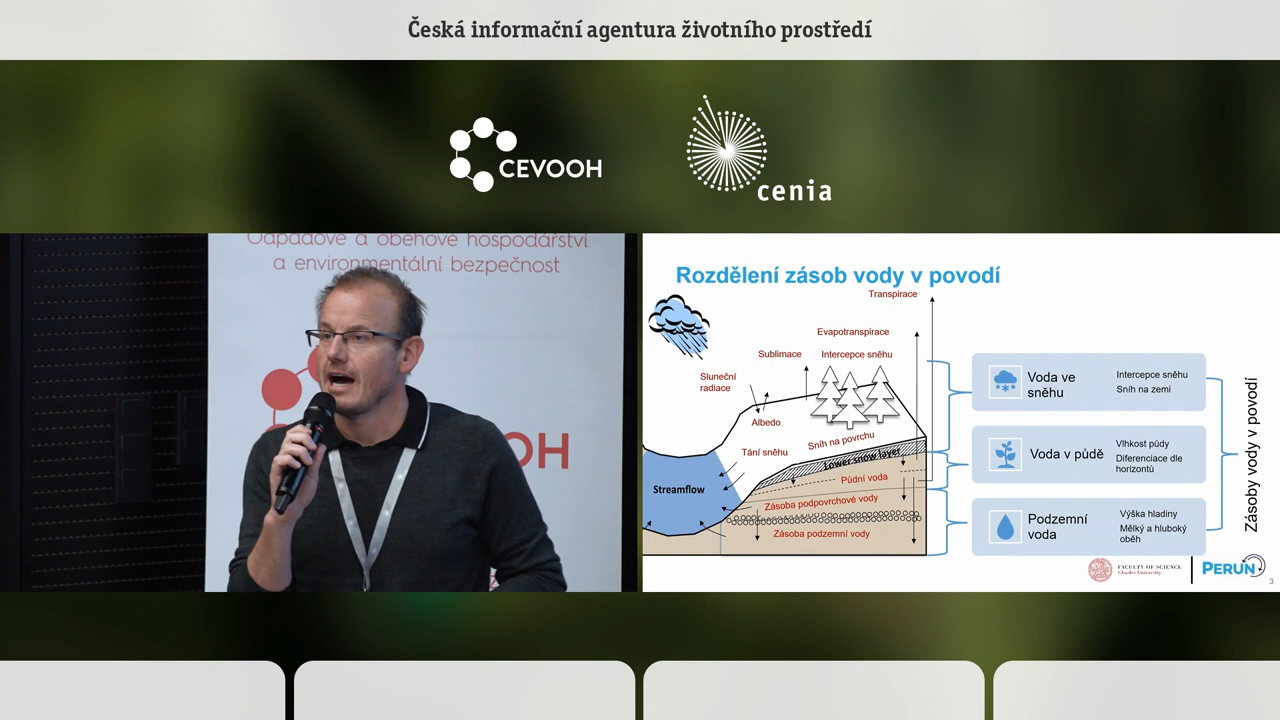 Česká informační agentura životního prostředí
CEVOOH
cenia
Odpadové a oběhové hospodářství
a environmentální bezpečnost
OH
Rozdělení zásob vody v povodí
Transpirace
Evapotranspirace
Sublimace
Intercepce sněhu
Sluneční
radiace
Albedo
Sníh na povrchu
Tání sněhu
Lower snow layer
Streamflow
Půdní voda
Zásoba podpovrchové vody
Zásoba podzemní vody
Voda ve
sněhu
Intercepce sněhu
Sníh na zemi
Voda v půdě
Vlhkost půdy
Diferenciace dle
horizontů
Podzemní
voda
Výška hladiny
Mělký a hluboký
oběh
Zásoby vody v povodí
FACULTY OF SCIENCE
Charles University
PERUN
3